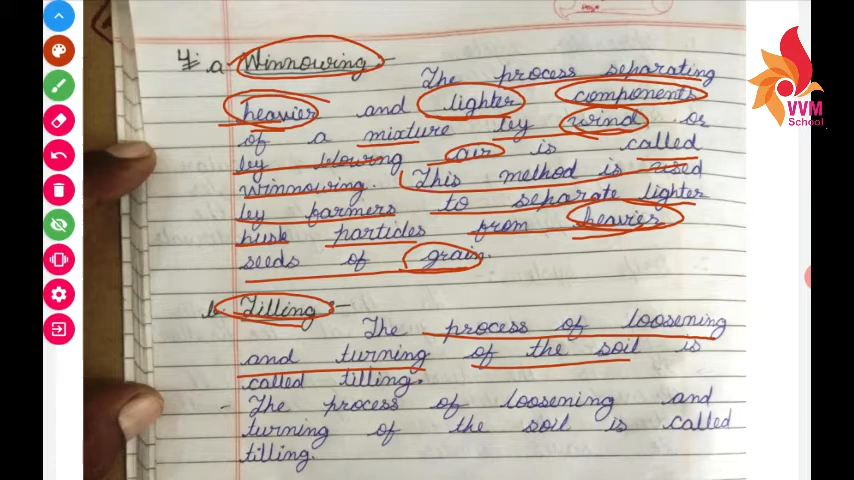 4. a. Winnowing :-
The process separating
heavier and lighter components
of a mixture by wind or
by blowing air is called
winnowing. This method is used
by farmers to separate lighter
husk particles from heavier
seeds of grain.
b. Tilling :-
The process of loosening
and turning of the soil is
called tilling.
- The process of loosening and
turning of the soil is called
tilling.
VVM
School